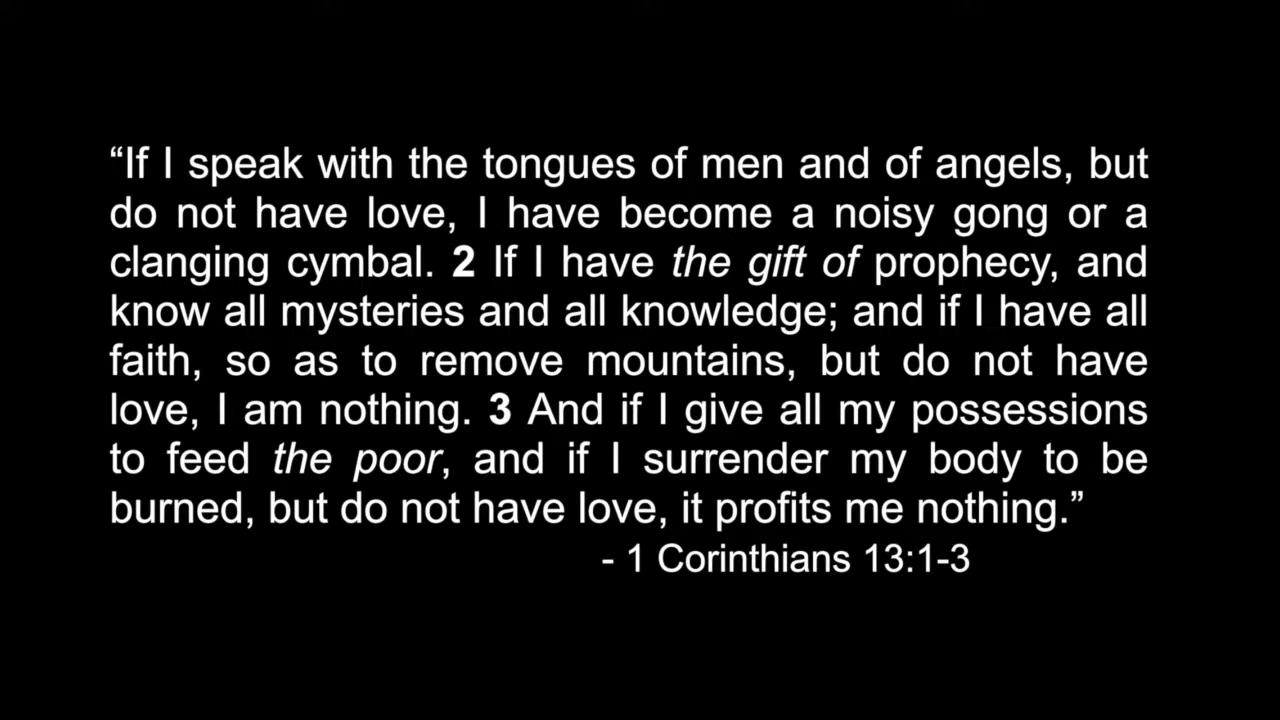 “If I speak with the tongues of men and of angels, but
do not have love, I have become a noisy gong or a
clanging cymbal. 2 If I have the gift of prophecy, and
know all mysteries and all knowledge; and if I have all
faith, so as to remove mountains, but do not have
love, I am nothing. 3 And if I give all my possessions
to feed the poor, and if I surrender my body to be
burned, but do not have love, it profits me nothing.”
- 1 Corinthians 13:1-3